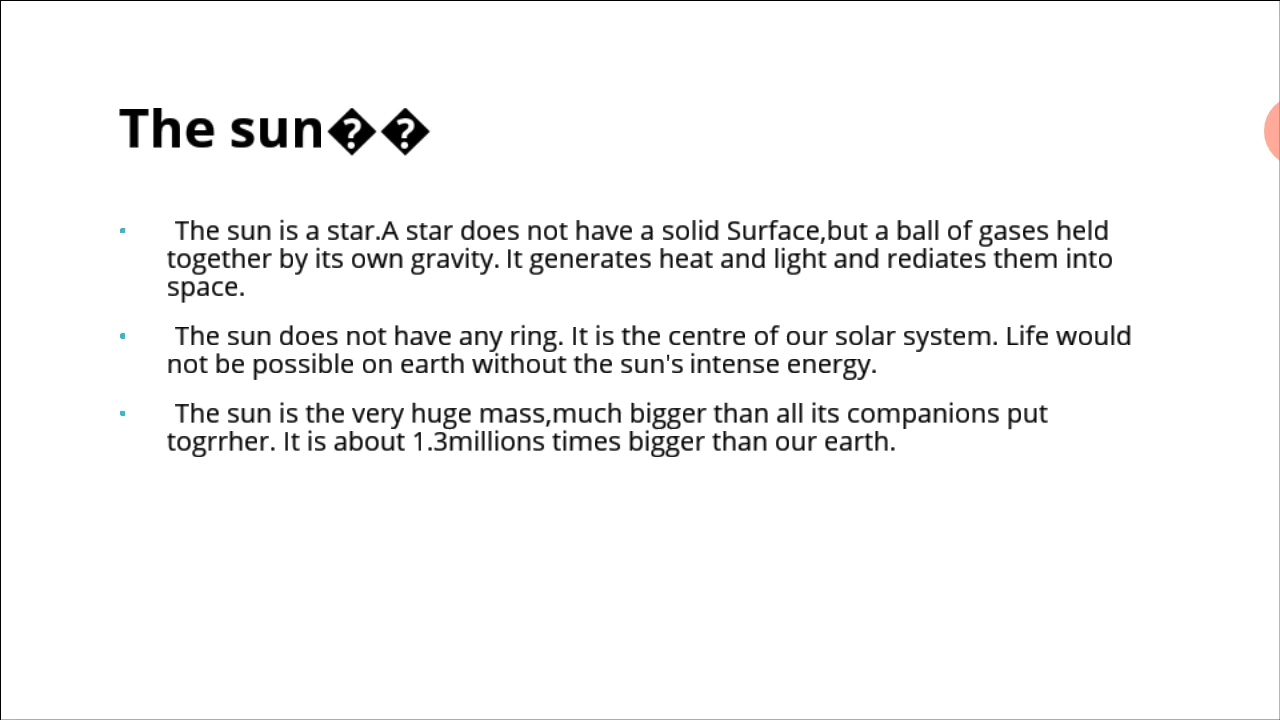 The sun��
The sun is a star.A star does not have a solid Surface,but a ball of gases held
together by its own gravity. It generates heat and light and rediates them into
space.
The sun does not have any ring. It is the centre of our solar system. Life would
not be possible on earth without the sun's intense energy.
The sun is the very huge mass,much bigger than all its companions put
togrrher. It is about 1.3millions times bigger than our earth.